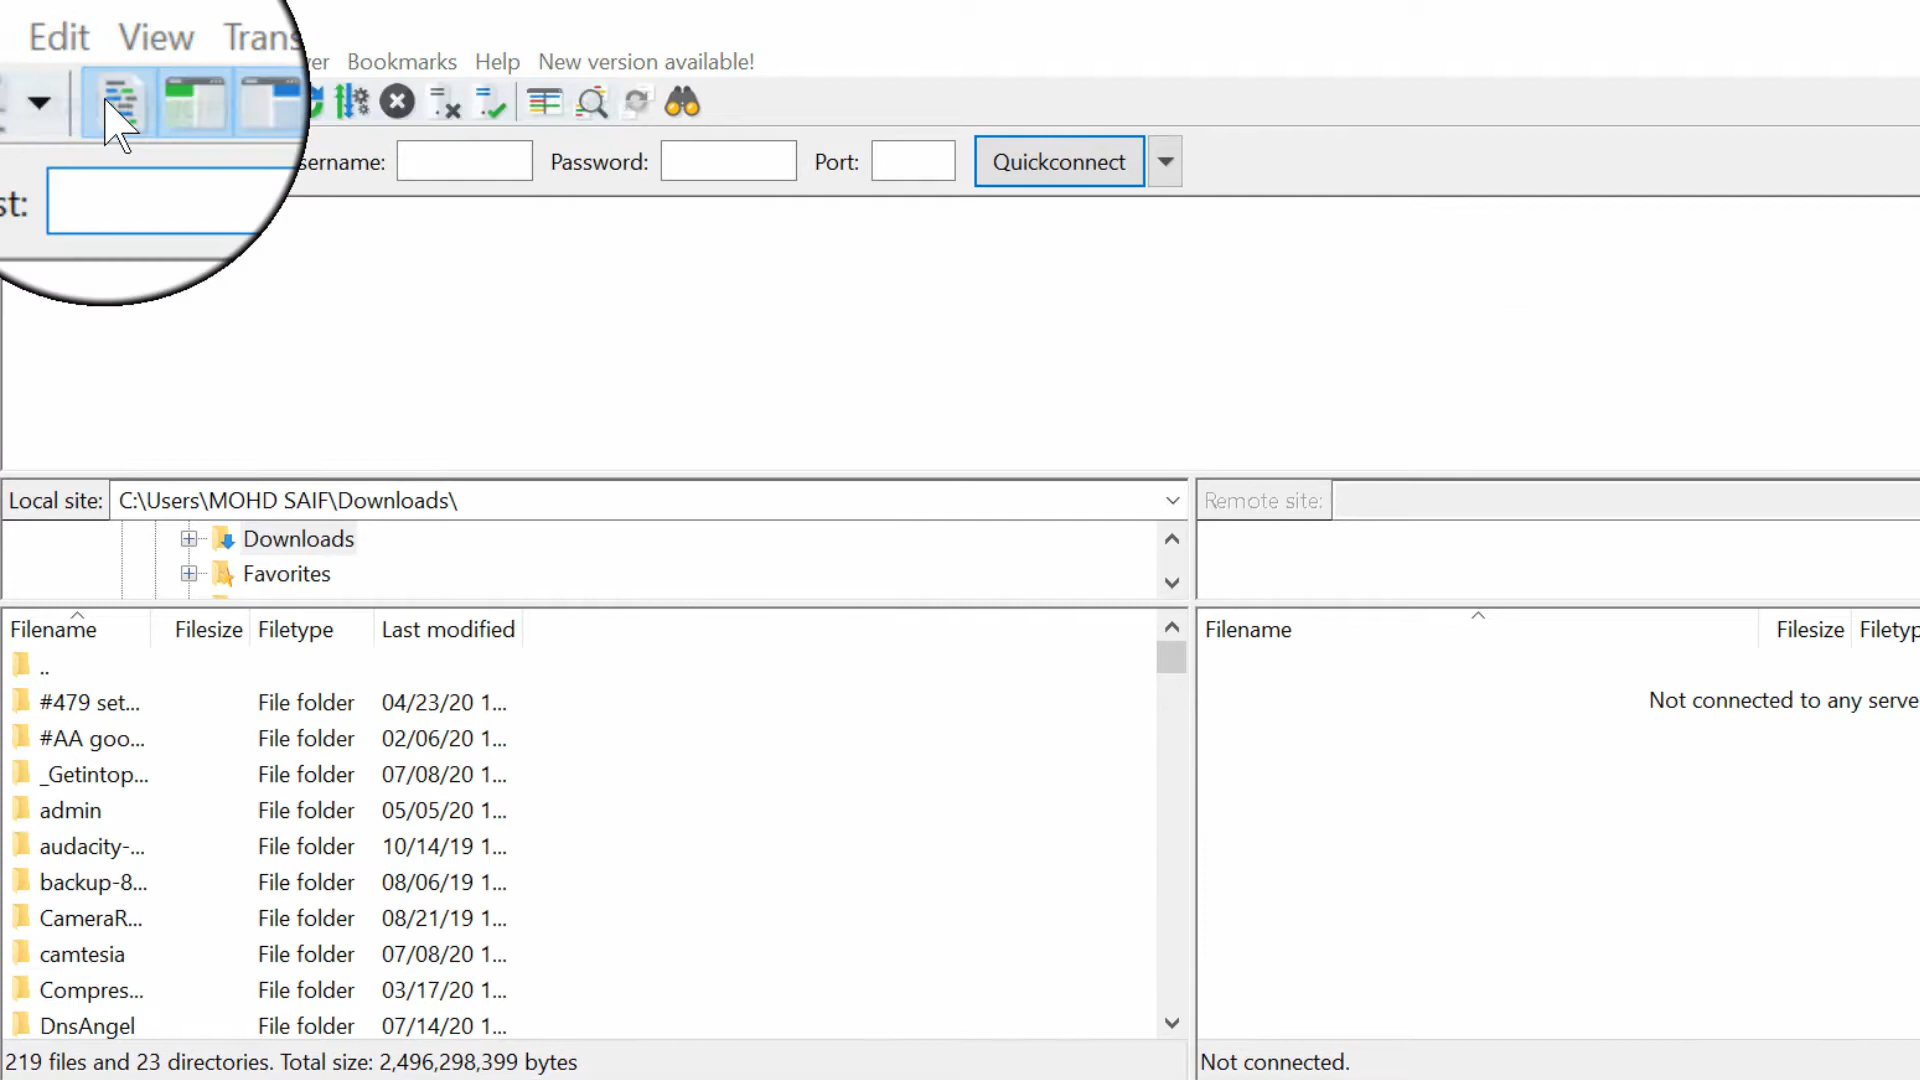 Edit View Trans
ver Bookmarks Help New version available!
st: sername: Password: Port: Quickconnect
Local site: C:\Users\MOHD SAIF\Downloads\ Remote site:
Downloads
Favorites
Filename Filesize Filetype Last modified Filename Filesize Filetyp
..
#479 set... File folder 04/23/20 1...
Not connected to any serve
#AA goo... File folder 02/06/20 1...
_Getintop... File folder 07/08/20 1...
admin File folder 05/05/20 1...
audacity-... File folder 10/14/19 1...
backup-8... File folder 08/06/19 1...
CameraR... File folder 08/21/19 1...
camtesia File folder 07/08/20 1...
Compres... File folder 03/17/20 1...
DnsAngel File folder 07/14/20 1...
219 files and 23 directories. Total size: 2,496,298,399 bytes Not connected.